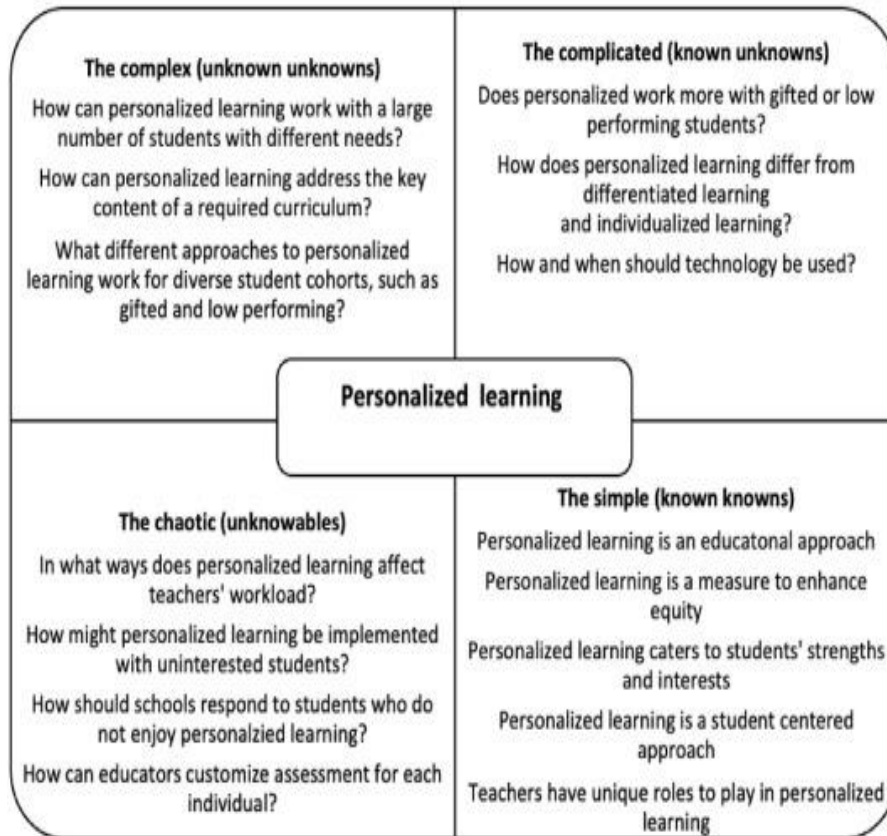 The complex (unknown unknowns)
How can personalized learning work with a large
number of students with different needs?
How can personalized learning address the key
content of a required curriculum?
What different approaches to personalized
learning work for diverse student cohorts, such as
gifted and low performing?
The complicated (known unknowns)
Does personalized work more with gifted or low
performing students?
How does personalized learning differ from
differentiated learning
and individualized learning?
How and when should technology be used?
Personalized learning
The chaotic (unknowables)
In what ways does personalized learning affect
teachers' workload?
How might personalized learning be implemented
with uninterested students?
How should schools respond to students who do
not enjoy personalzied learning?
How can educators customize assessment for each
individual?
The simple (known knowns)
Personalized learning is an educatonal approach
Personalized learning is a measure to enhance
equity
Personalized learning caters to students' strengths
and interests
Personalized learning is a student centered
approach
Teachers have unique roles to play in personalized
learning